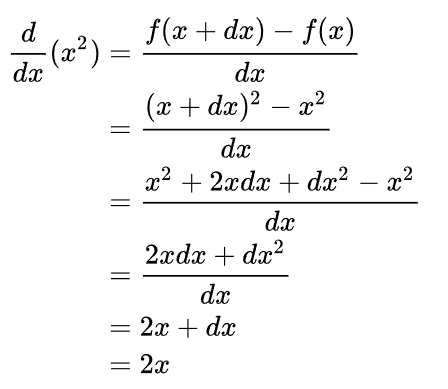 d/dx (x²) = (f(x + dx) − f(x))/dx
= ((x + dx)² − x²)/dx
= (x² + 2xdx + dx² − x²)/dx
= (2xdx + dx²)/dx
= 2x + dx
= 2x